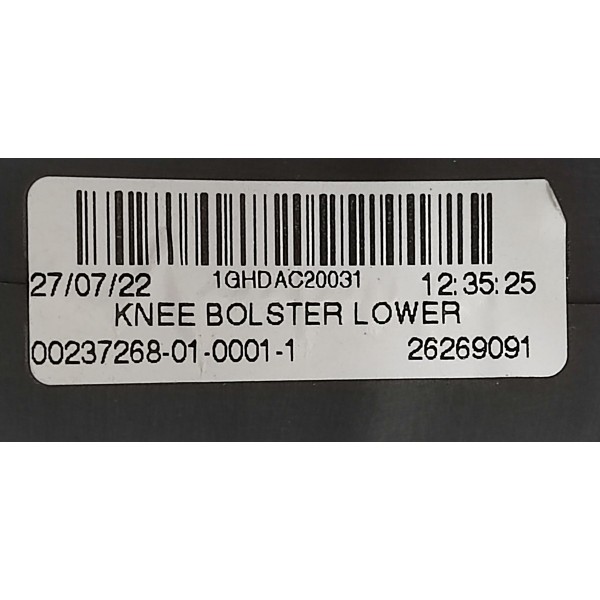 27/07/22 1GHDAC20031 12:35:25
KNEE BOLSTER LOWER
00237268-01-0001-1 26269091